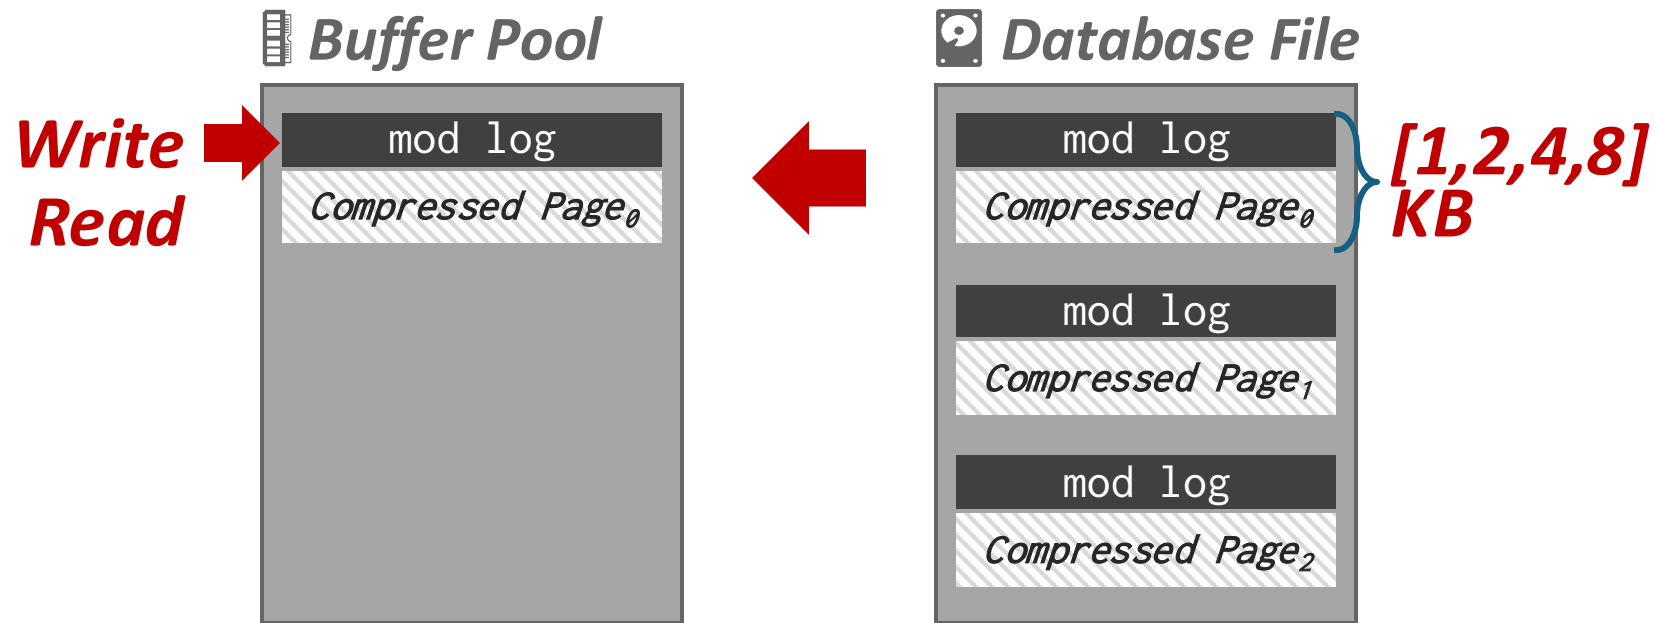 Buffer Pool
Database File
Write
Read
mod log
Compressed Page₀
mod log
Compressed Page₀
[1,2,4,8]
KB
mod log
Compressed Page₁
mod log
Compressed Page₂